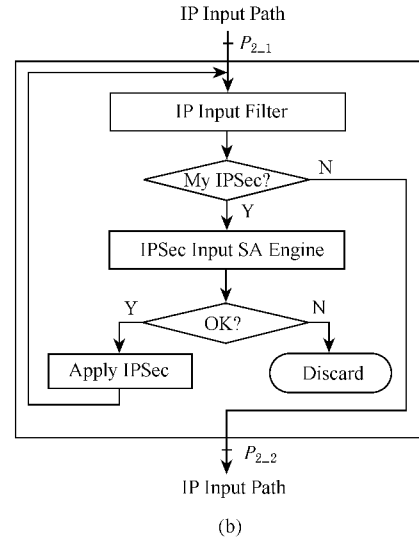 IP Input Path
P2_1
IP Input Filter
My IPSec?
N
Y
IPSec Input SA Engine
Y
OK?
N
Apply IPSec
Discard
P2_2
IP Input Path
(b)